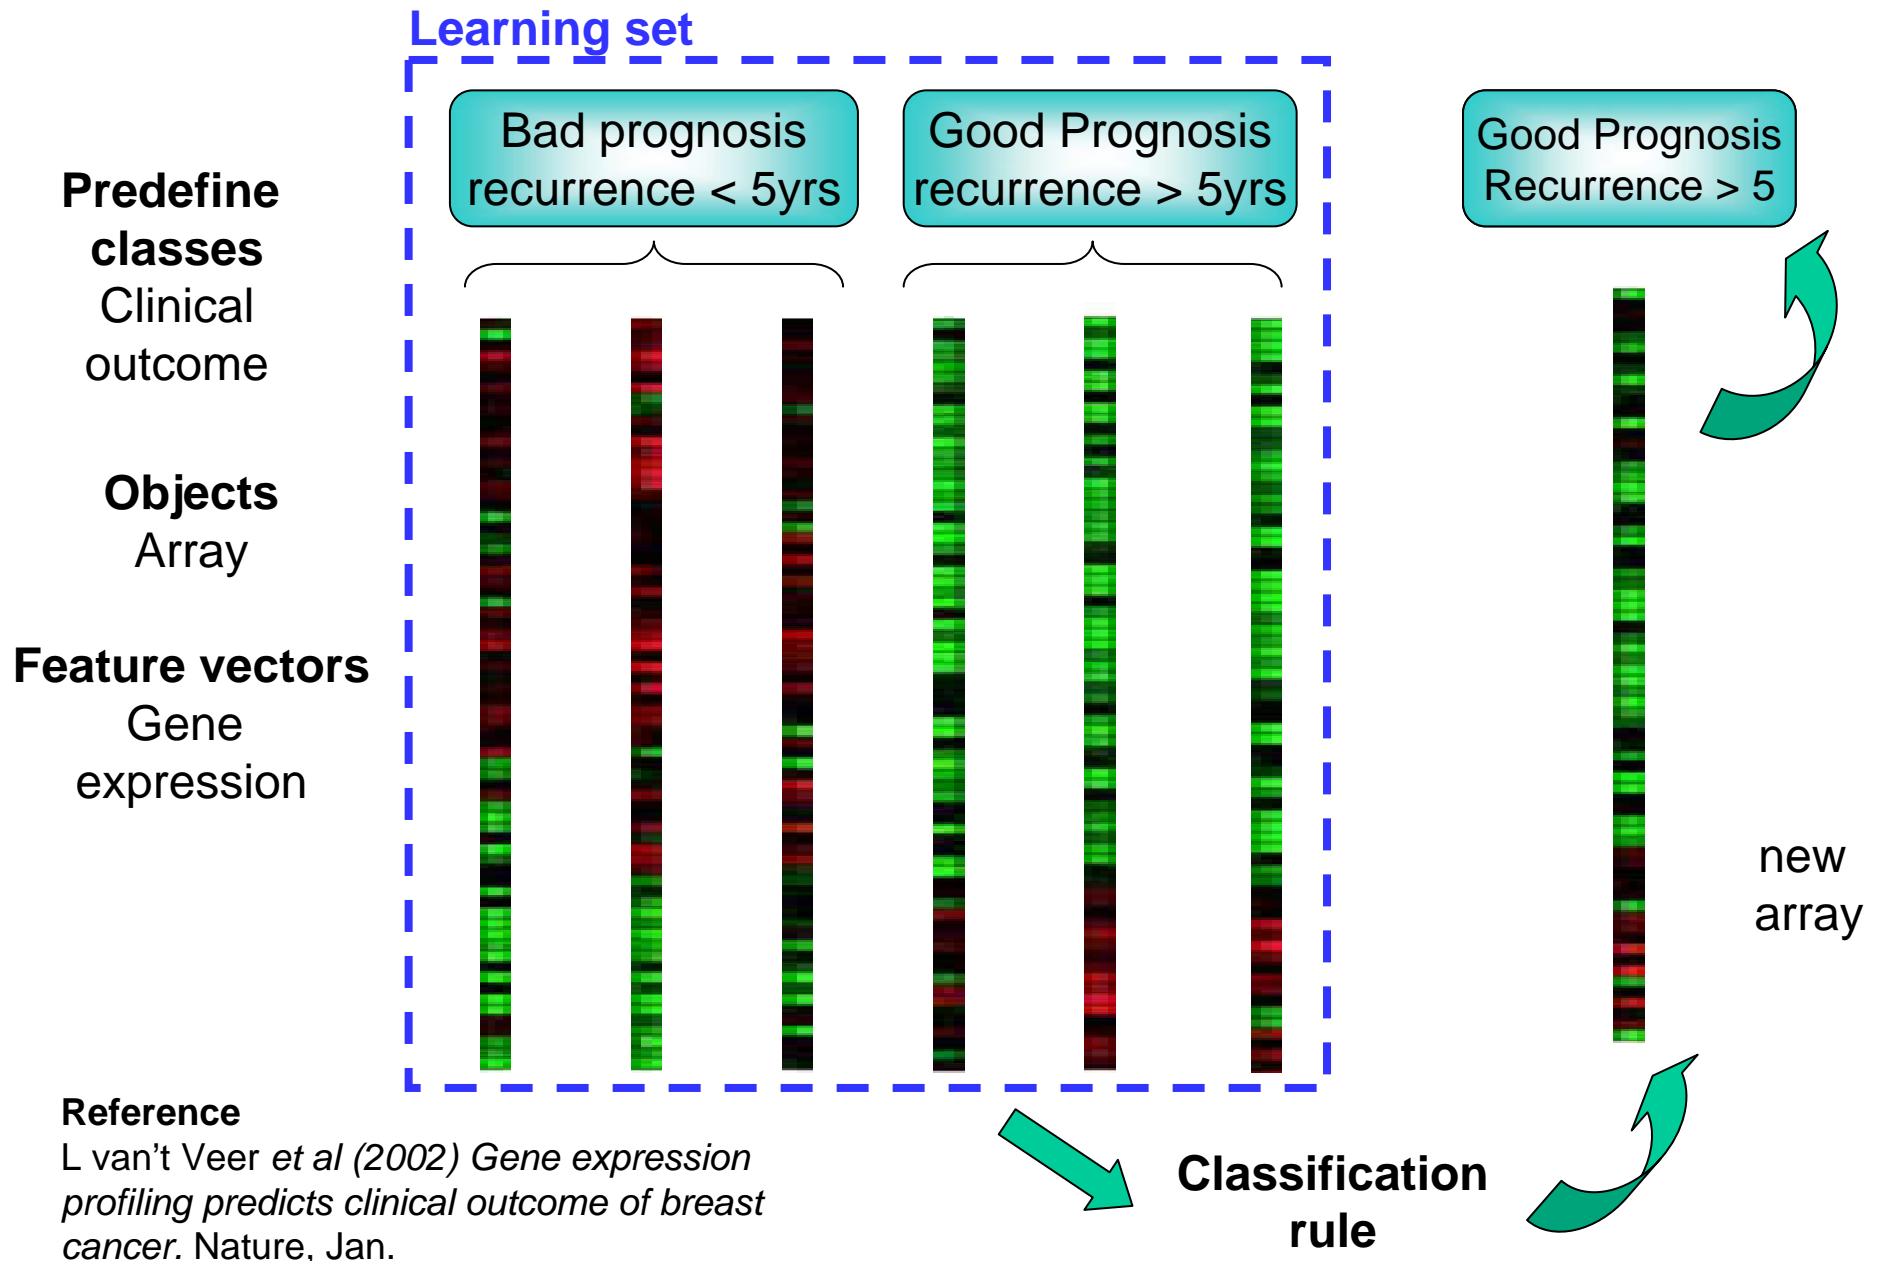 Learning set
Bad prognosis
recurrence < 5yrs
Good Prognosis
recurrence > 5yrs
Good Prognosis
Recurrence > 5
Predefine
classes
Clinical
outcome
Objects
Array
Feature vectors
Gene
expression
new
array
Reference
L van't Veer et al (2002) Gene expression
profiling predicts clinical outcome of breast
cancer. Nature, Jan.
Classification
rule